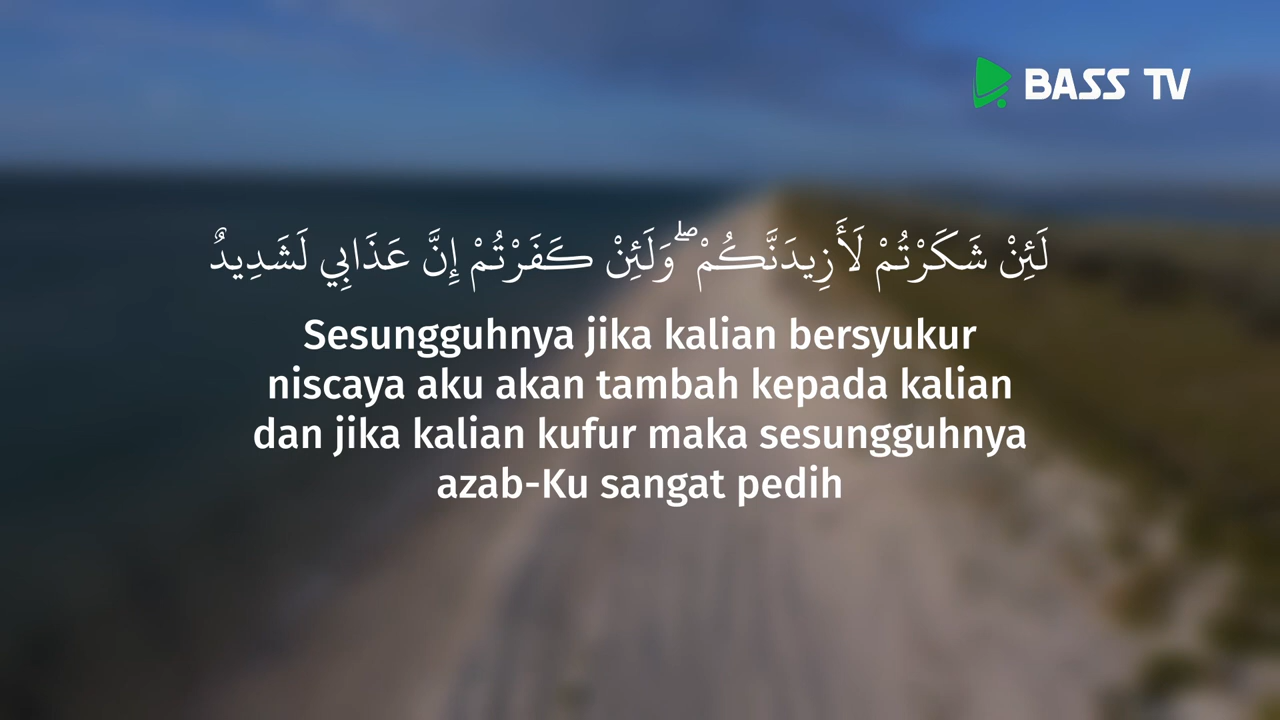 BASS TV
لَئِنْ شَكَرْتُمْ لَأَزِيدَنَّكُمْ ۖ وَلَئِنْ كَفَرْتُمْ إِنَّ عَذَابِي لَشَدِيدٌ
Sesungguhnya jika kalian bersyukur
niscaya aku akan tambah kepada kalian
dan jika kalian kufur maka sesungguhnya
azab-Ku sangat pedih